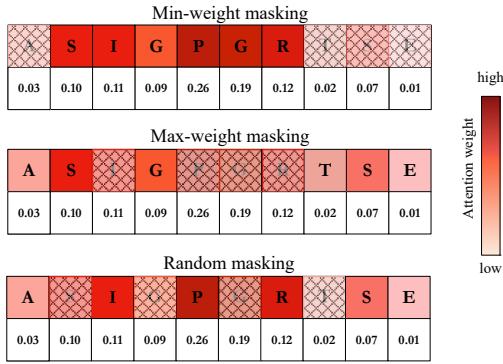 Min-weight masking
A S I G P G R T S E
0.03 0.10 0.11 0.09 0.26 0.19 0.12 0.02 0.07 0.01
Max-weight masking
A S I G P G R T S E
0.03 0.10 0.11 0.09 0.26 0.19 0.12 0.02 0.07 0.01
Random masking
A S I G P G R T S E
0.03 0.10 0.11 0.09 0.26 0.19 0.12 0.02 0.07 0.01
high
Attention weight
low